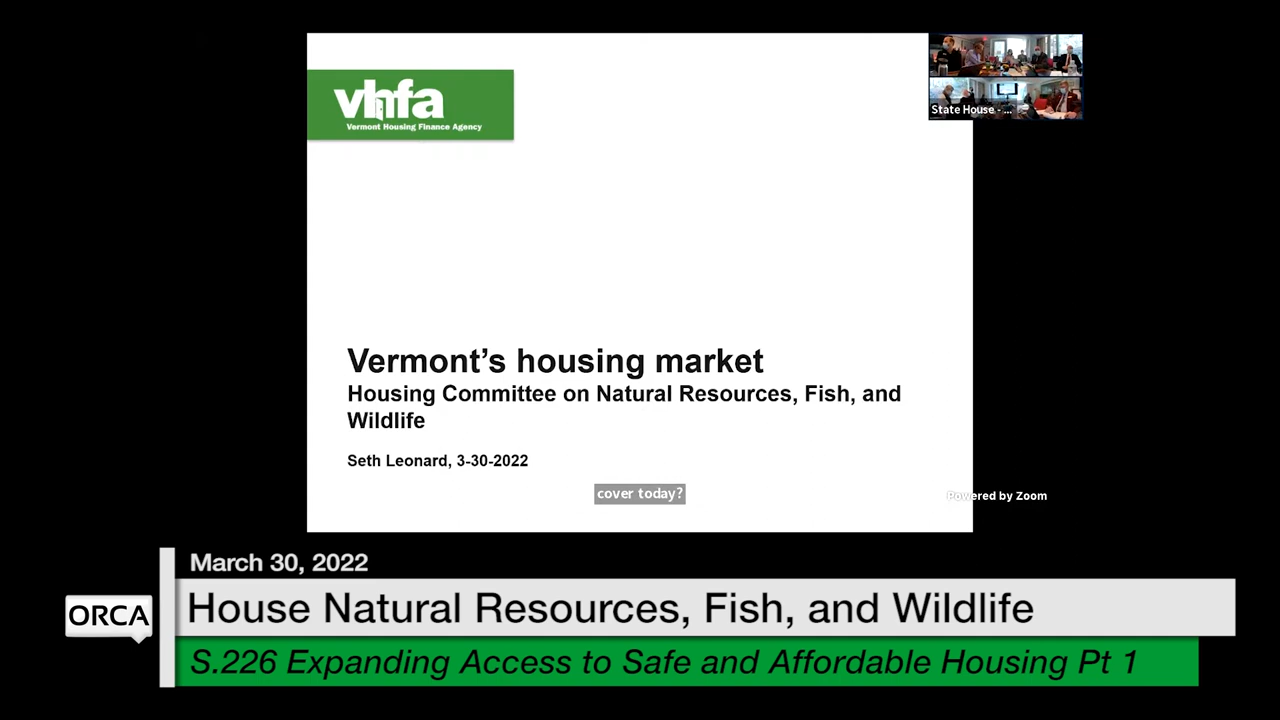 vhfa
Vermont Housing Finance Agency
State House - ...
Vermont's housing market
Housing Committee on Natural Resources, Fish, and
Wildlife
Seth Leonard, 3-30-2022
cover today?
Powered by Zoom
March 30, 2022
ORCA
House Natural Resources, Fish, and Wildlife
S.226 Expanding Access to Safe and Affordable Housing Pt 1